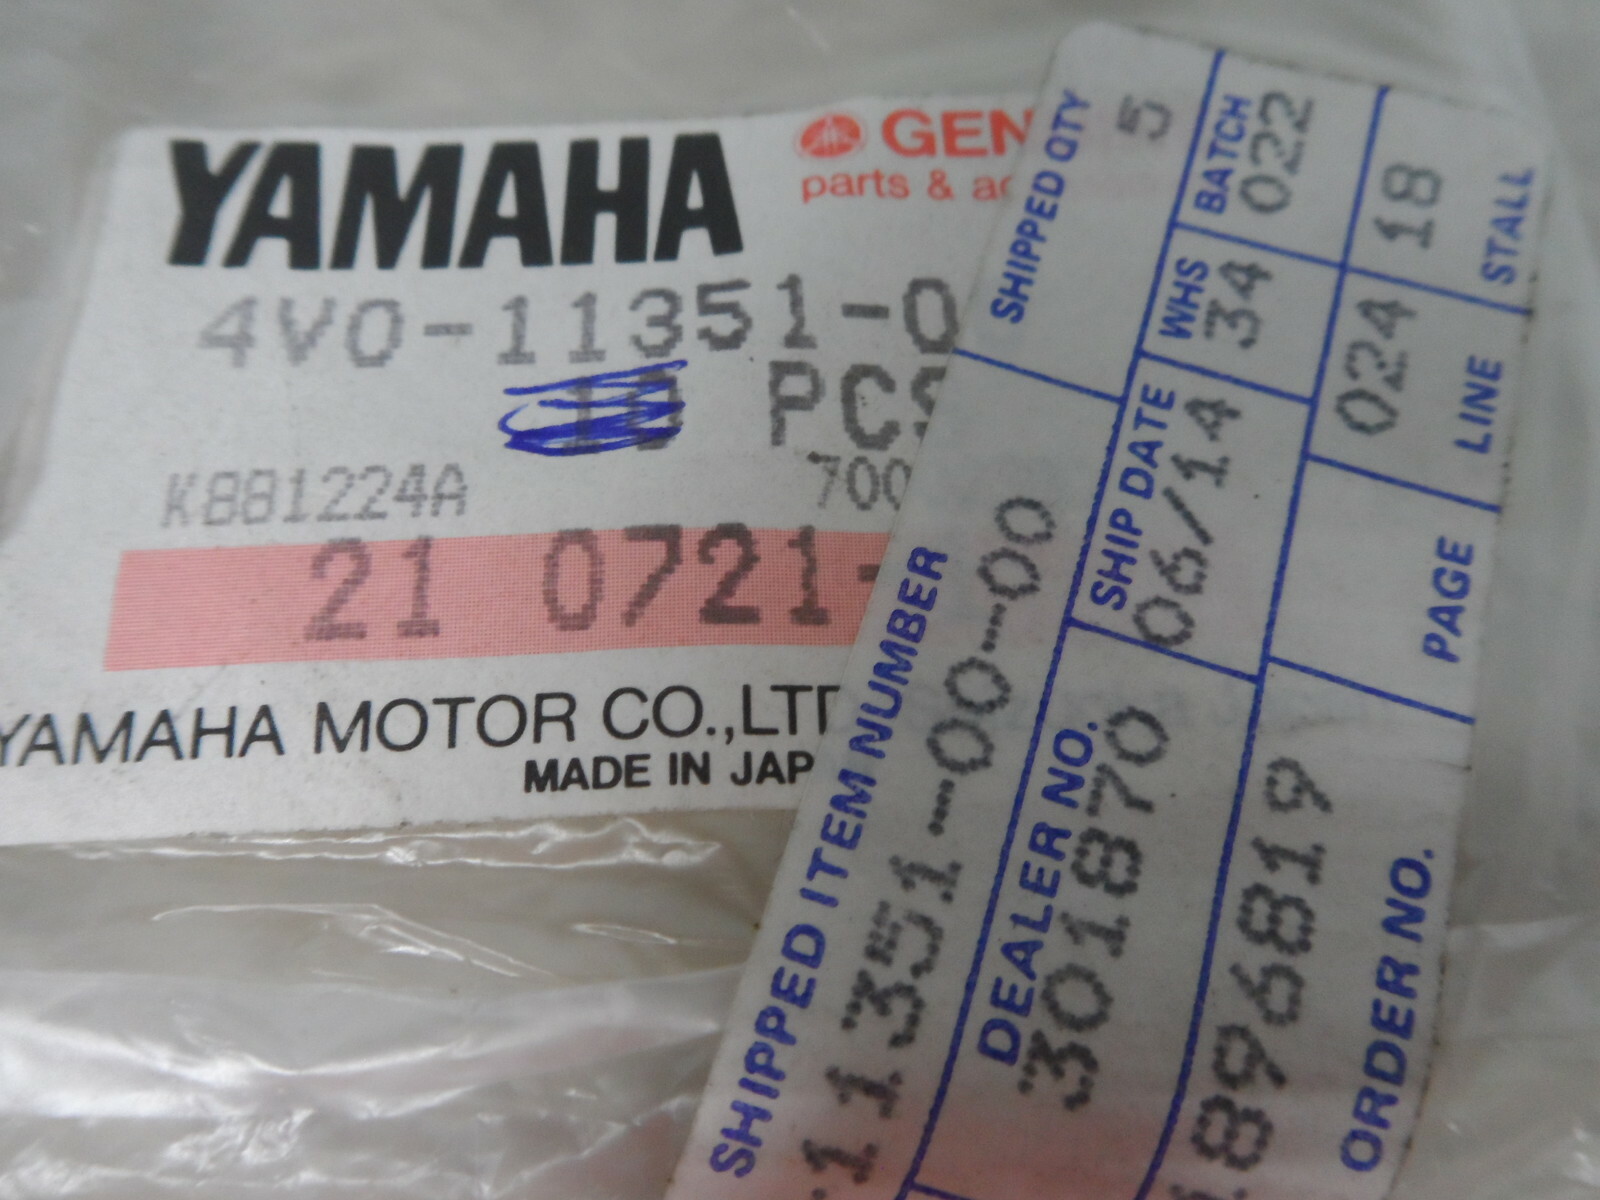 YAMAHA
GEN
parts & ac
4V0-11351-0
10 PCS
K881224A
700
21 0721-
YAMAHA MOTOR CO.,LTD
MADE IN JAP
SHIPPED ITEM NUMBER
11351-00-00
SHIPPED QTY
5
DEALER NO.
301870
SHIP DATE
06/14
WHS
34
BATCH
022
1896819
ORDER NO.
PAGE
024
LINE
18
STALL